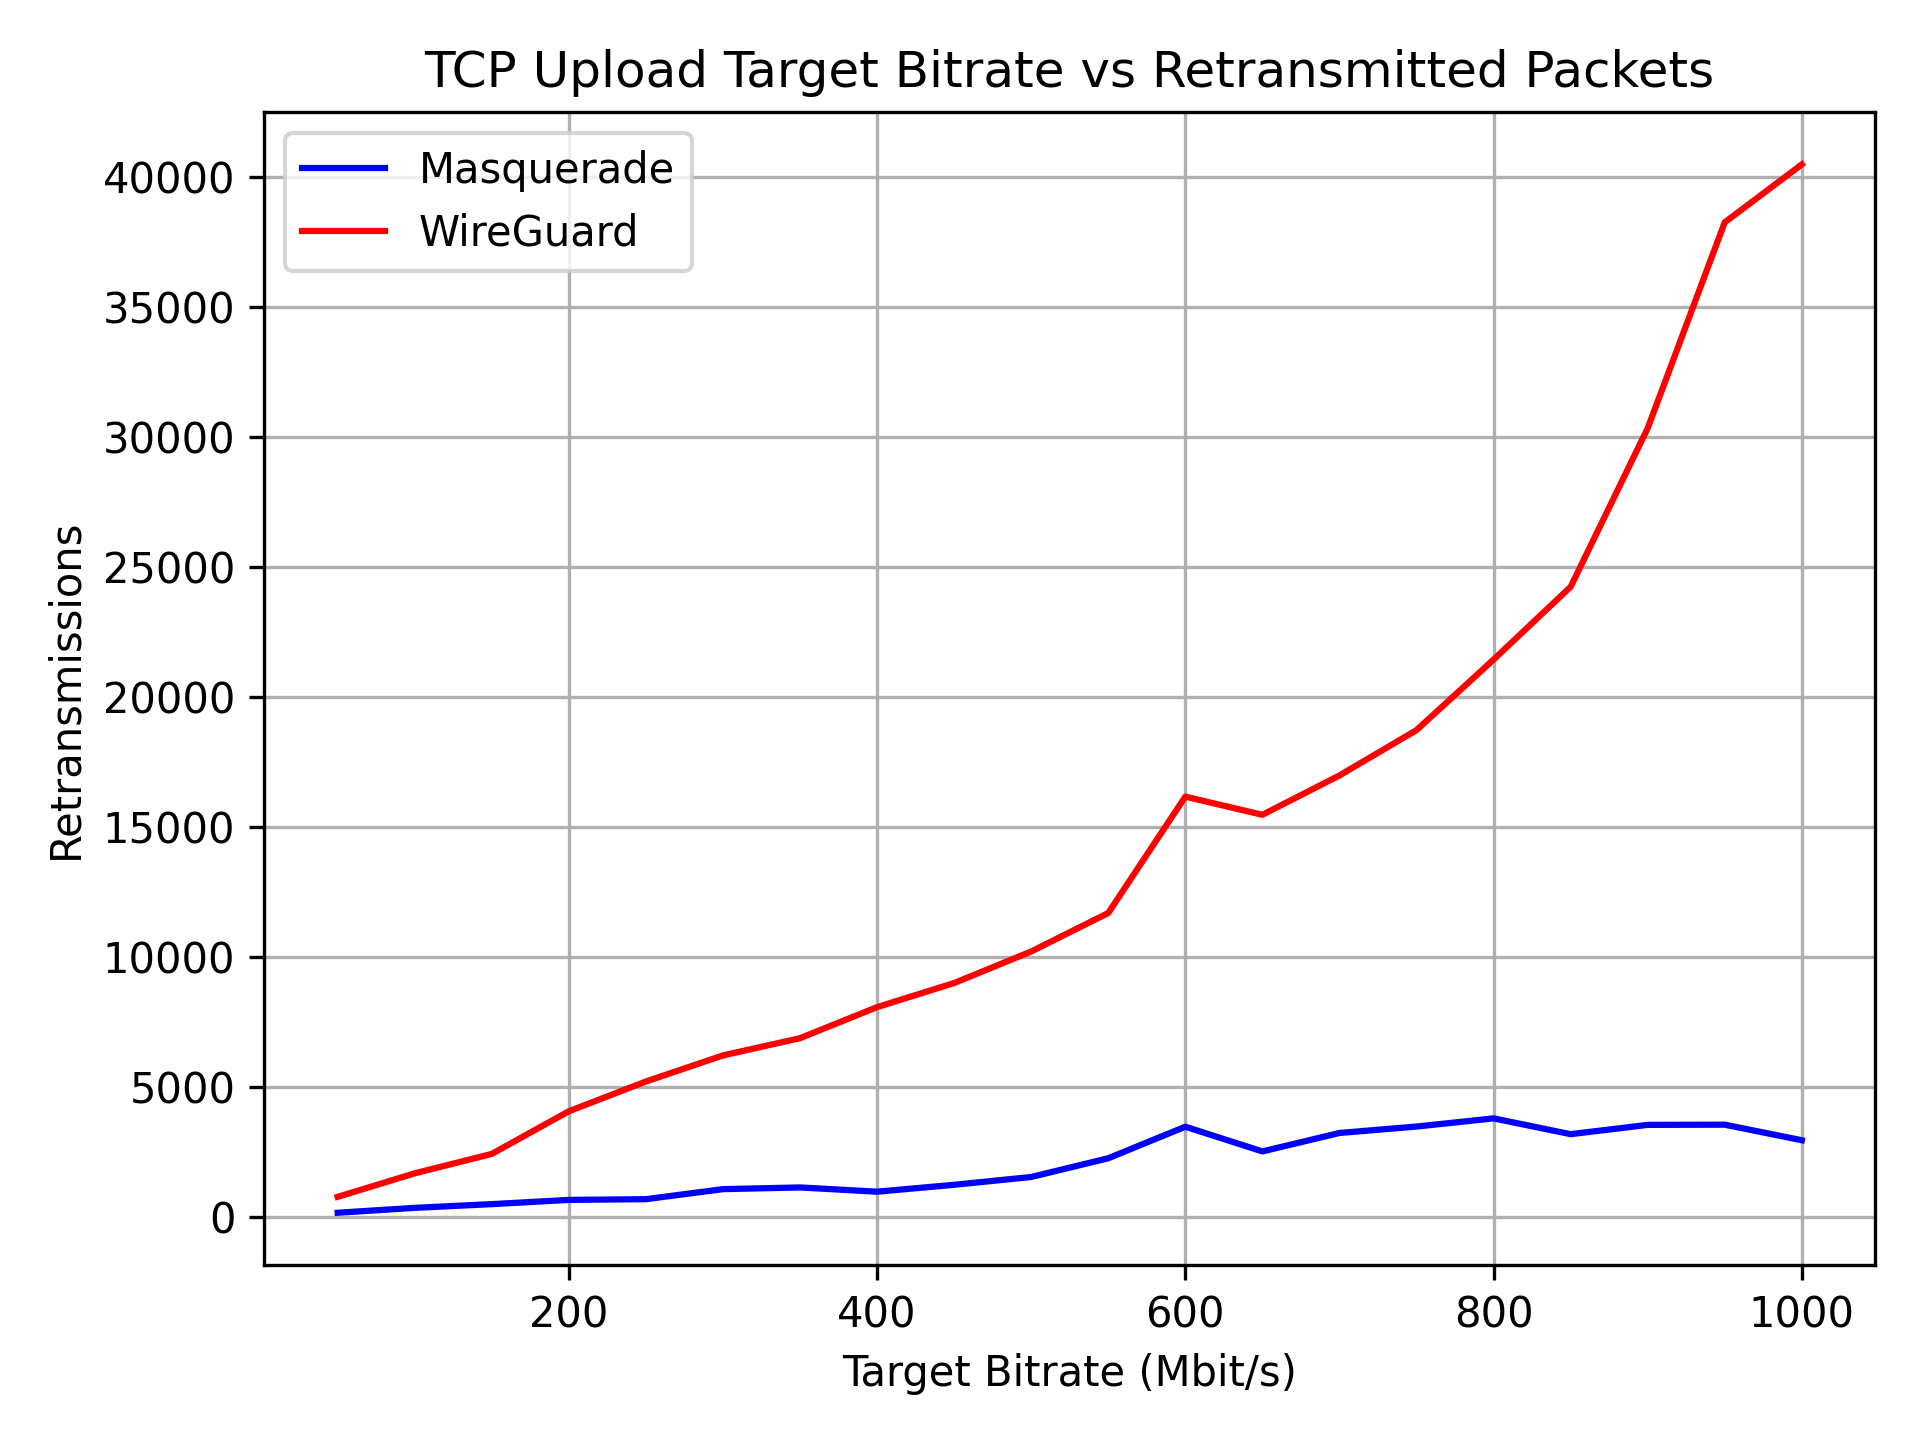 TCP Upload Target Bitrate vs Retransmitted Packets
Masquerade
WireGuard
40000
35000
30000
25000
20000
15000
10000
5000
0
Retransmissions
200 400 600 800 1000
Target Bitrate (Mbit/s)